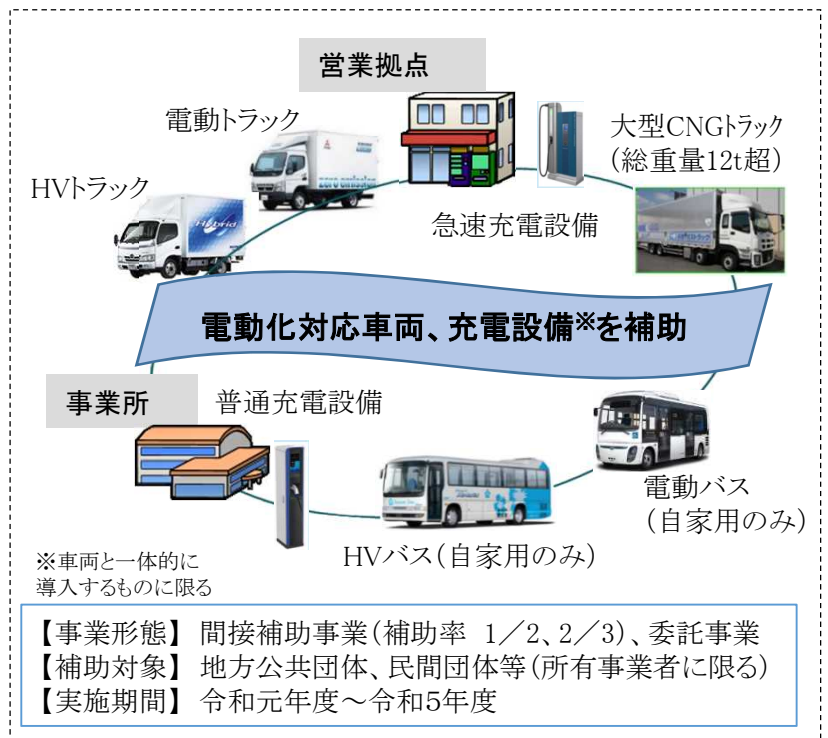 営業拠点
電動トラック
大型CNGトラック
(総重量12t超)
HVトラック
zero emission
Hybrid
急速充電設備
電動化対応車両、充電設備※を補助
事業所
普通充電設備
電動バス
(自家用のみ)
HVバス(自家用のみ)
※車両と一体的に
導入するものに限る
【事業形態】 間接補助事業(補助率 1/2、2/3)、委託事業
【補助対象】 地方公共団体、民間団体等(所有事業者に限る)
【実施期間】 令和元年度~令和5年度